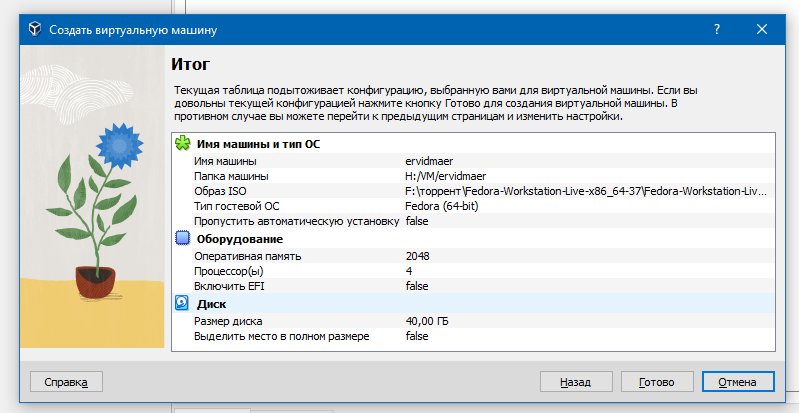 Создать виртуальную машину
Итог
Текущая таблица подытоживает конфигурацию, выбранную вами для виртуальной машины. Если вы
довольны текущей конфигурацией нажмите кнопку Готово для создания виртуальной машины. В
противном случае вы можете перейти к предыдущим страницам и изменить настройки.
Имя машины и тип ОС
Имя машины ervidmaer
Папка машины H:/VM/ervidmaer
Образ ISO F:\торрент\Fedora-Workstation-Live-x86_64-37\Fedora-Workstation-Liv...
Тип гостевой ОС Fedora (64-bit)
Пропустить автоматическую установку false
Оборудование
Оперативная память 2048
Процессор(ы) 4
Включить EFI false
Диск
Размер диска 40,00 ГБ
Выделить место в полном размере false
Справка Назад Готово Отмена